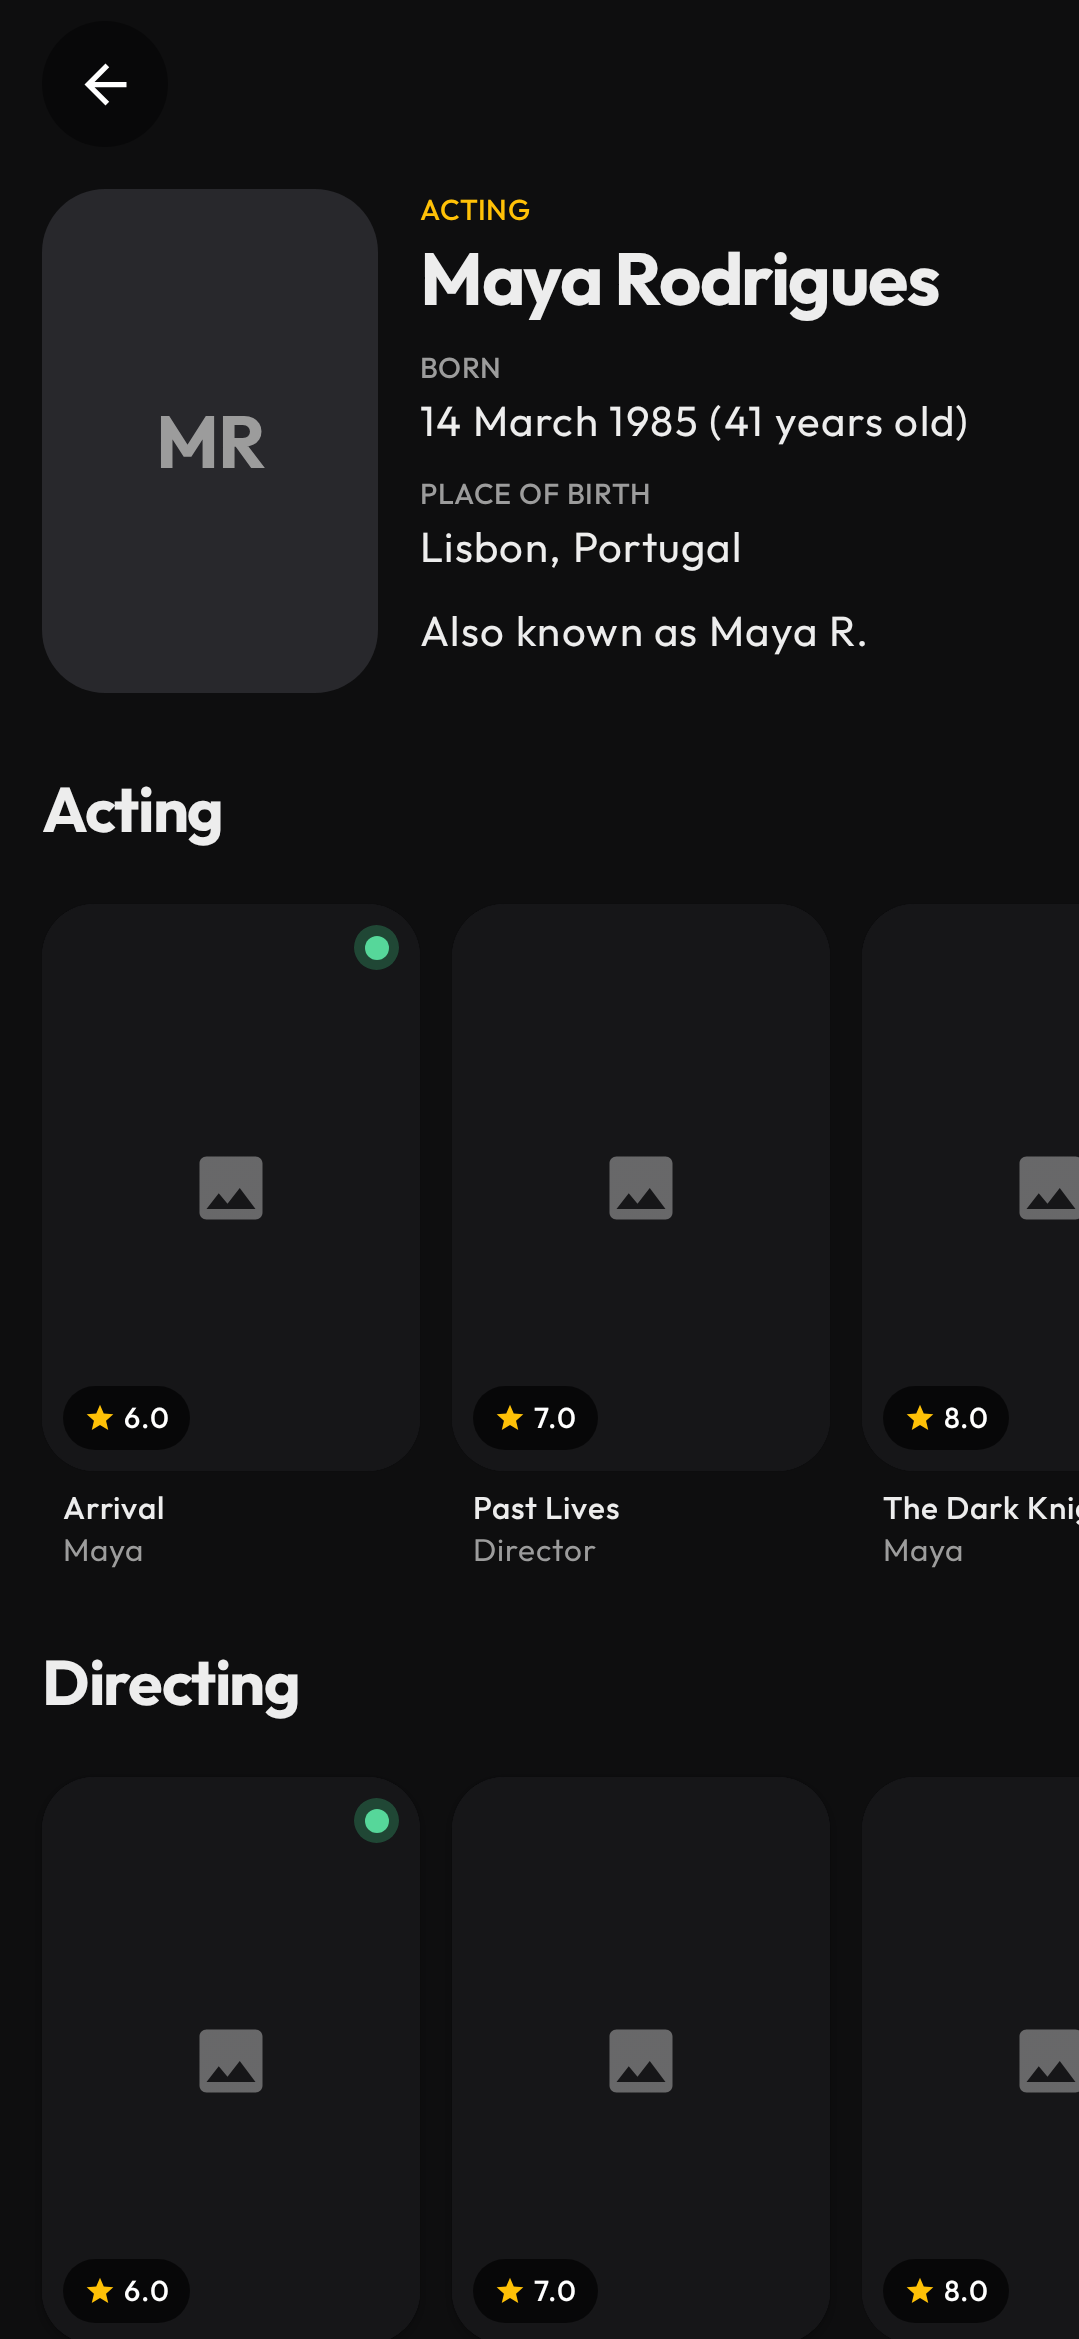 ACTING
Maya Rodrigues
BORN
14 March 1985 (41 years old)
PLACE OF BIRTH
Lisbon, Portugal
Also known as Maya R.
MR
Acting
6.0
7.0
8.0
Arrival
Past Lives
The Dark
Maya
Director
Maya
Directing
6.0
7.0
8.0